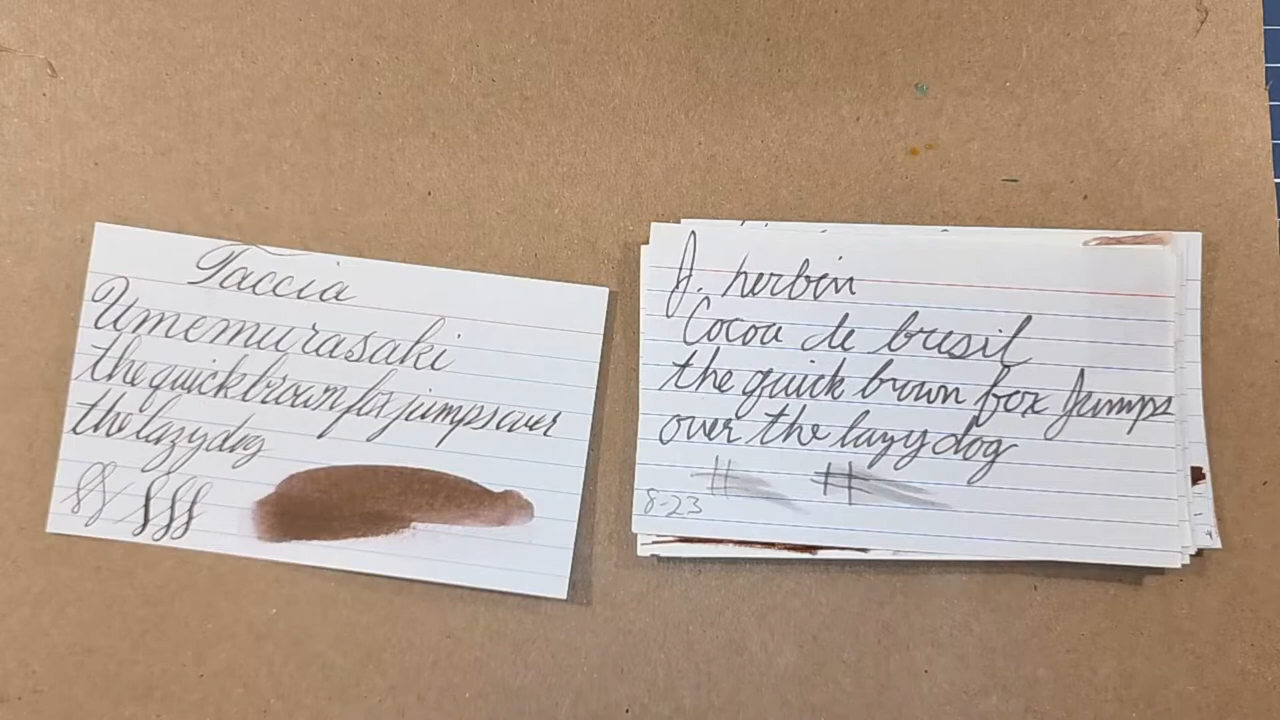 Taccia
Umemurasaki
the quick brown fox jumps over
the lazy dog
J. herbin
Cocoa de bresil
the quick brown fox Jumps
over the lazy dog
8-23